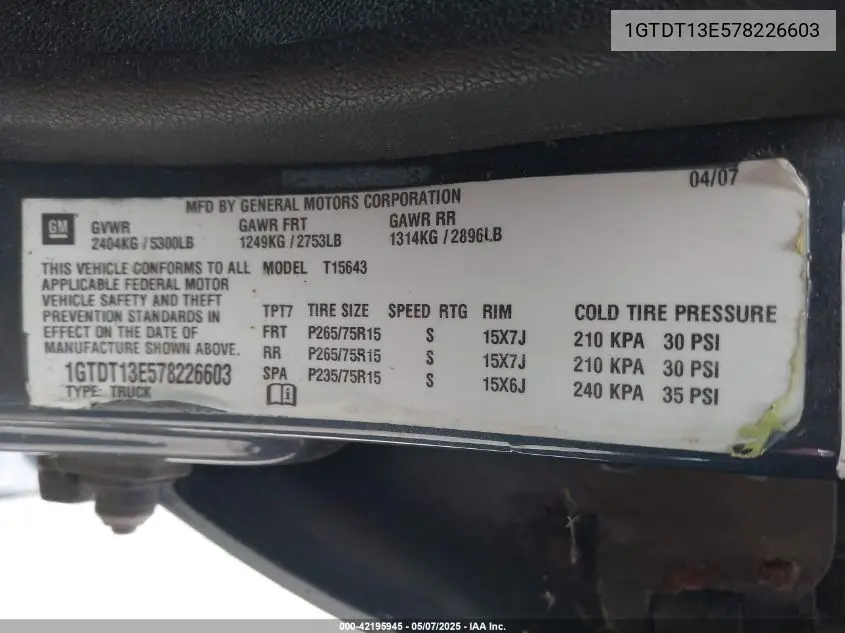 1GTDT13E578226603
04/07
MFD BY GENERAL MOTORS CORPORATION
GM
GVWR GAWR FRT GAWR RR
2404KG / 5300LB 1249KG / 2753LB 1314KG / 2896LB
THIS VEHICLE CONFORMS TO ALL
APPLICABLE FEDERAL MOTOR
VEHICLE SAFETY AND THEFT
PREVENTION STANDARDS IN
EFFECT ON THE DATE OF
MANUFACTURE SHOWN ABOVE.
1GTDT13E578226603
TYPE: TRUCK
MODEL T15643
TPT7 TIRE SIZE SPEED RTG RIM COLD TIRE PRESSURE
FRT P265/75R15 S 15X7J 210 KPA 30 PSI
RR P265/75R15 S 15X7J 210 KPA 30 PSI
SPA P235/75R15 S 15X6J 240 KPA 35 PSI
000-42195945 - 05/07/2025 - IAA Inc.